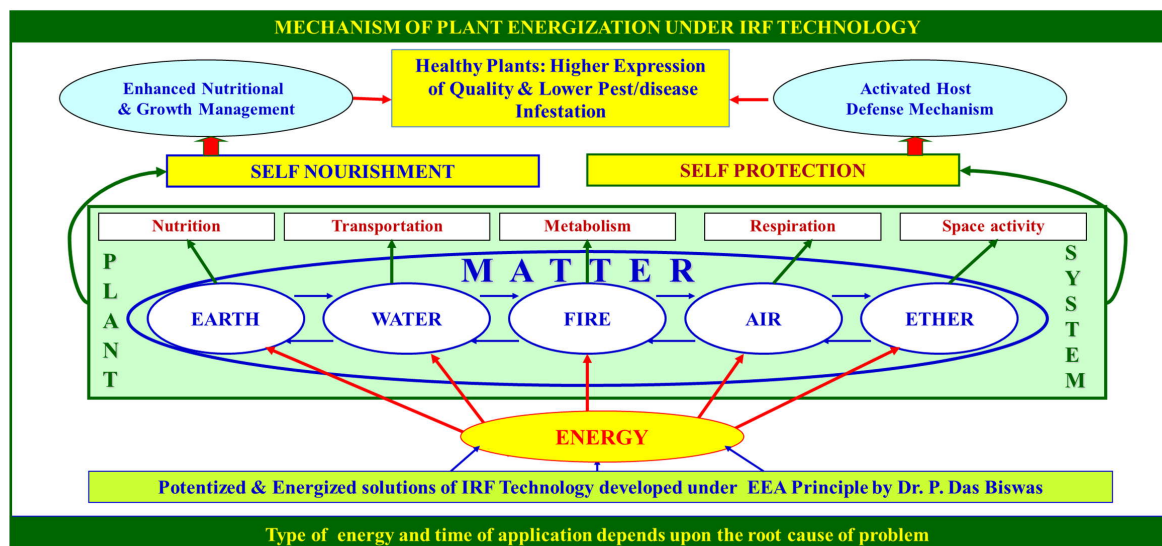 MECHANISM OF PLANT ENERGIZATION UNDER IRF TECHNOLOGY
Enhanced Nutritional
& Growth Management
Healthy Plants: Higher Expression
of Quality & Lower Pest/disease
Infestation
Activated Host
Defense Mechanism
SELF NOURISHMENT
SELF PROTECTION
Nutrition
Transportation
Metabolism
Respiration
Space activity
PLANT
MATTER
SYSTEM
EARTH
WATER
FIRE
AIR
ETHER
ENERGY
Potentized & Energized solutions of IRF Technology developed under EEA Principle by Dr. P. Das Biswas
Type of energy and time of application depends upon the root cause of problem